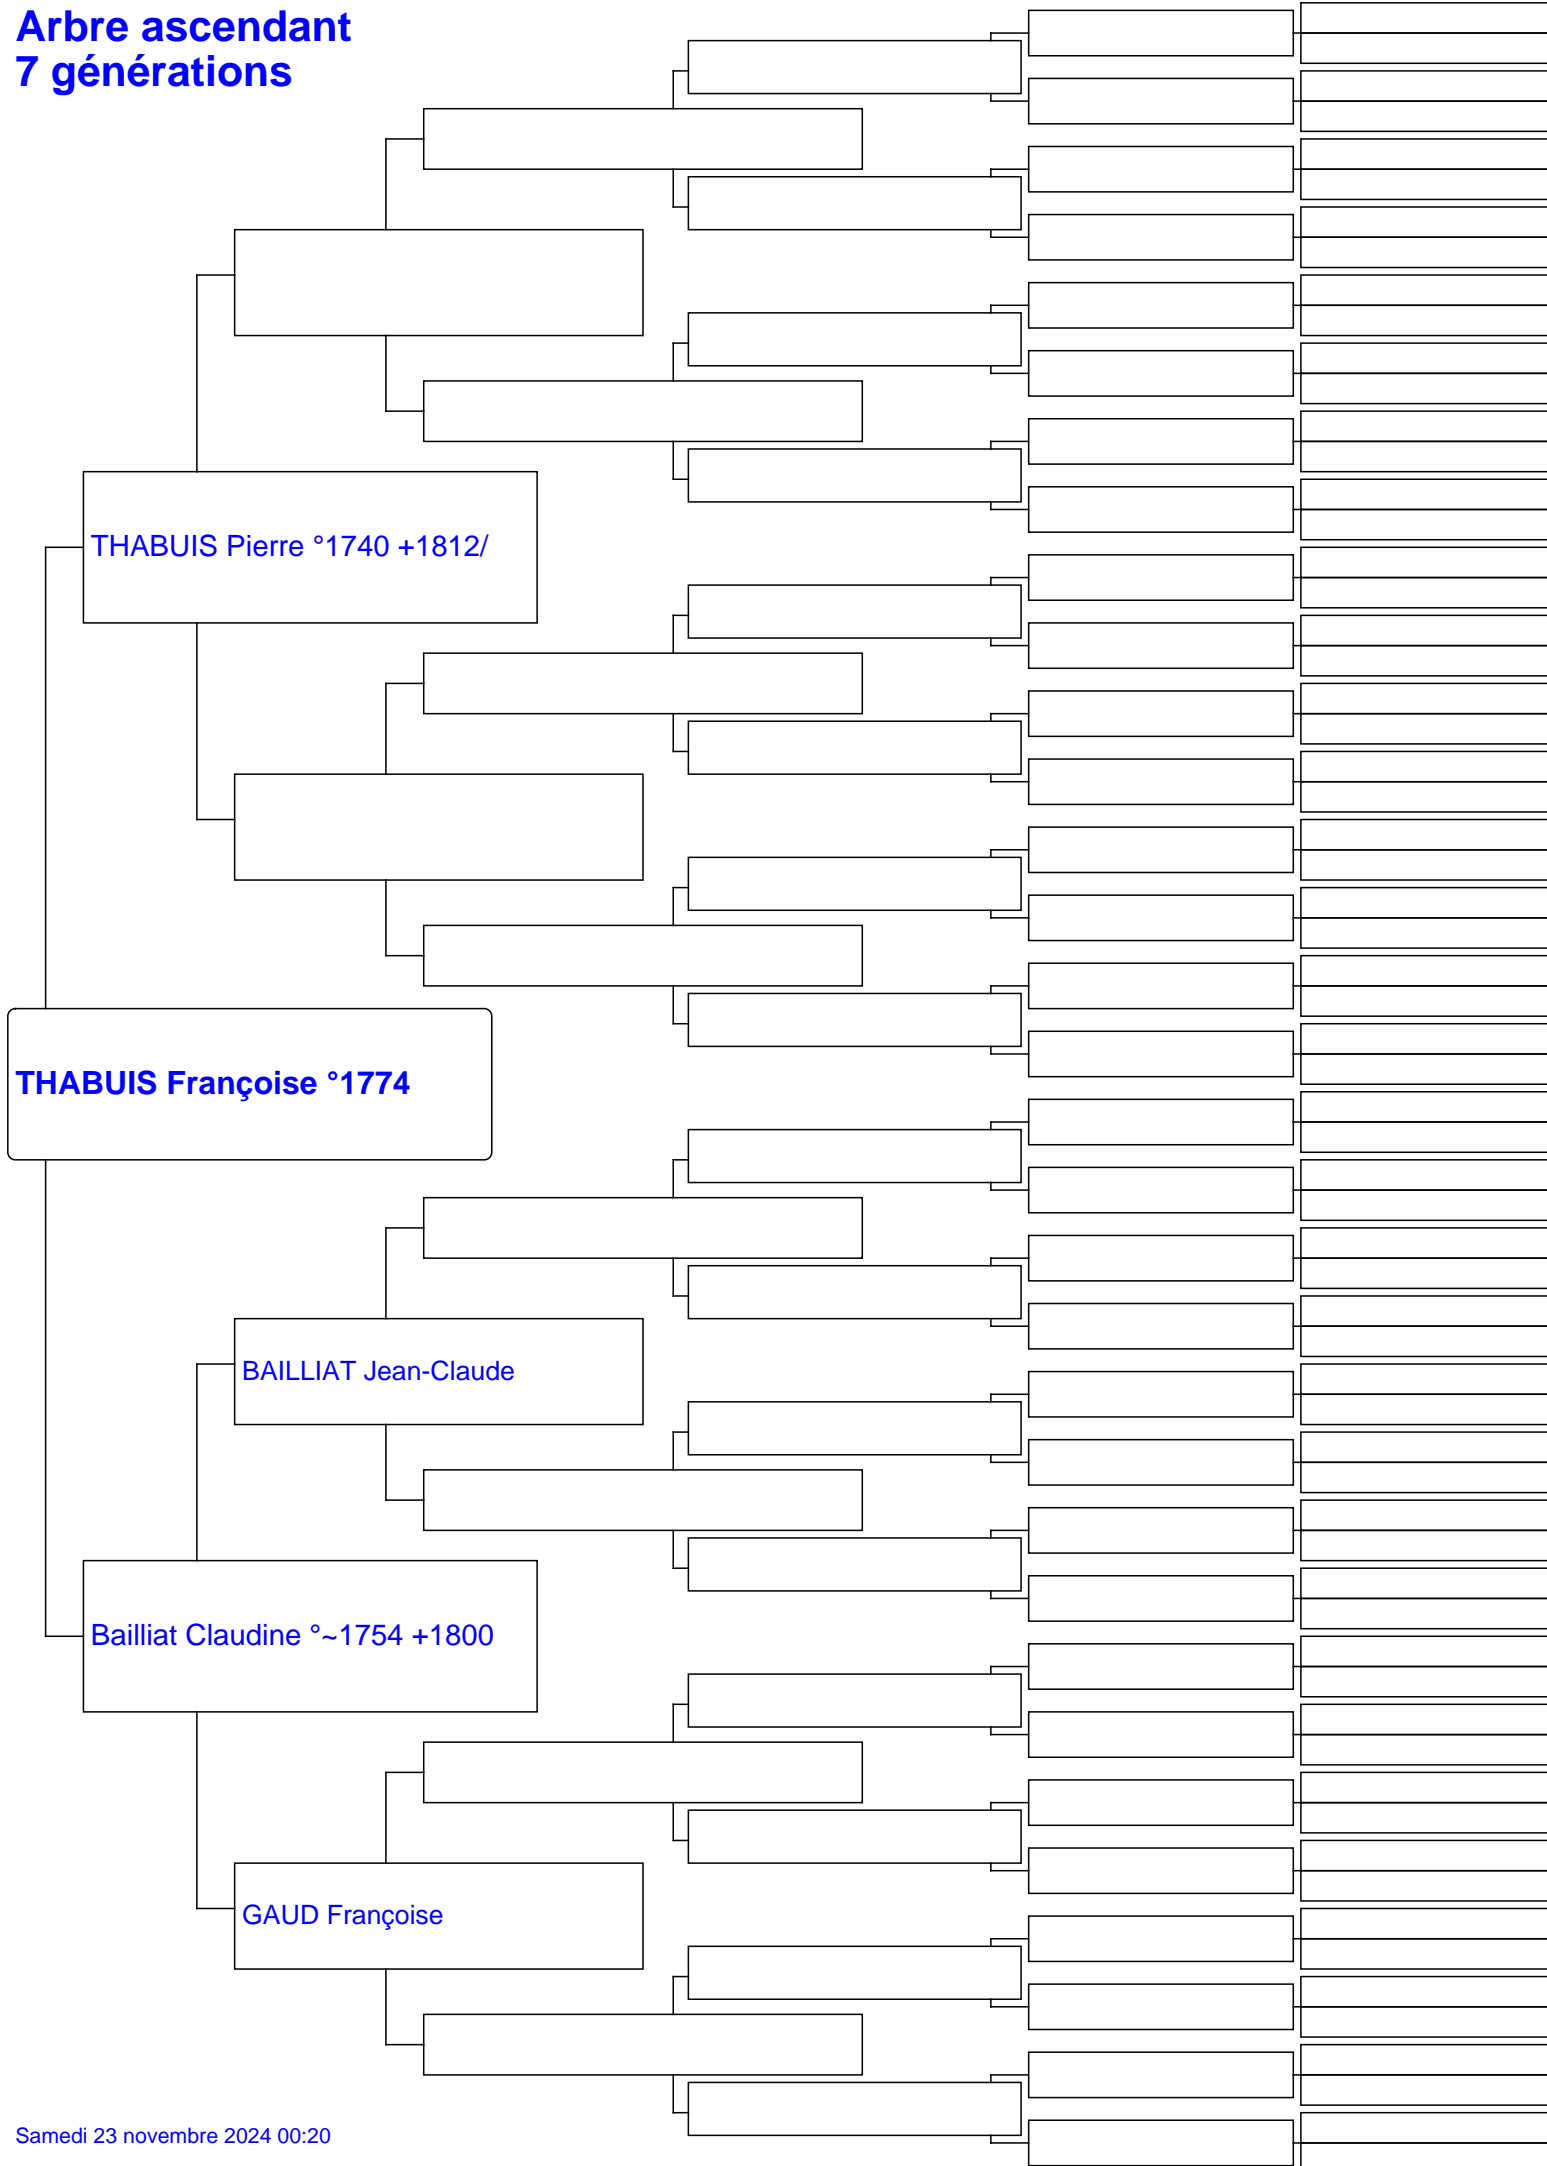 Arbre ascendant
7 générations
THABUIS Pierre °1740 +1812/
THABUIS Françoise °1774
BAILLIAT Jean-Claude
Bailliat Claudine °~1754 +1800
GAUD Françoise
Samedi 23 novembre 2024 00:20